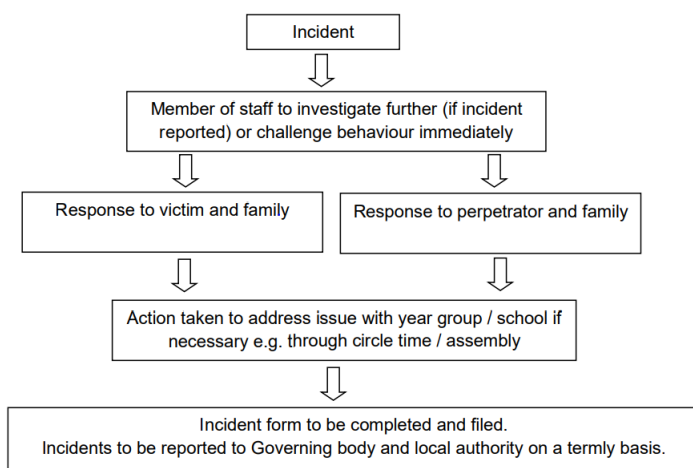 Incident
Member of staff to investigate further (if incident
reported) or challenge behaviour immediately
Response to victim and family
Response to perpetrator and family
Action taken to address issue with year group / school if
necessary e.g. through circle time / assembly
Incident form to be completed and filed.
Incidents to be reported to Governing body and local authority on a termly basis.